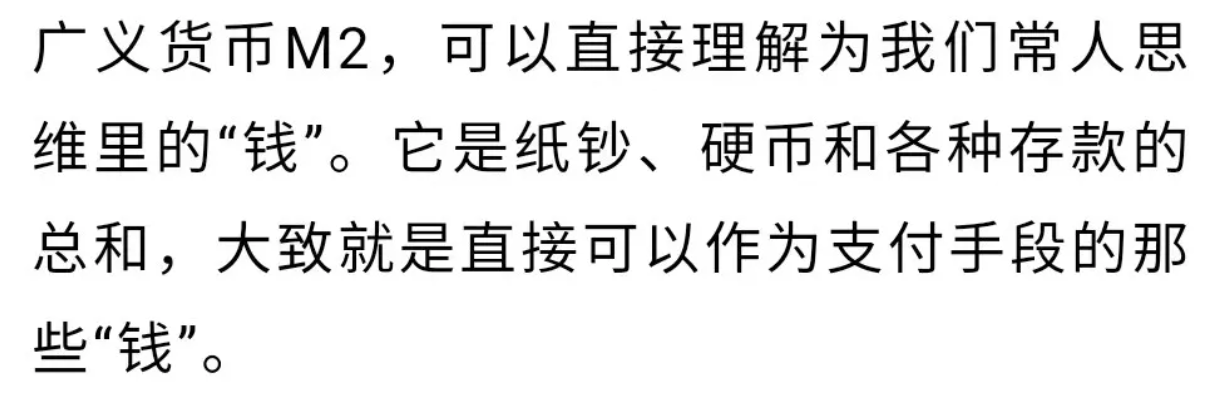 广义货币M2，可以直接理解为我们常人思
维里的“钱”。它是纸钞、硬币和各种存款的
总和，大致就是直接可以作为支付手段的那
些“钱”。